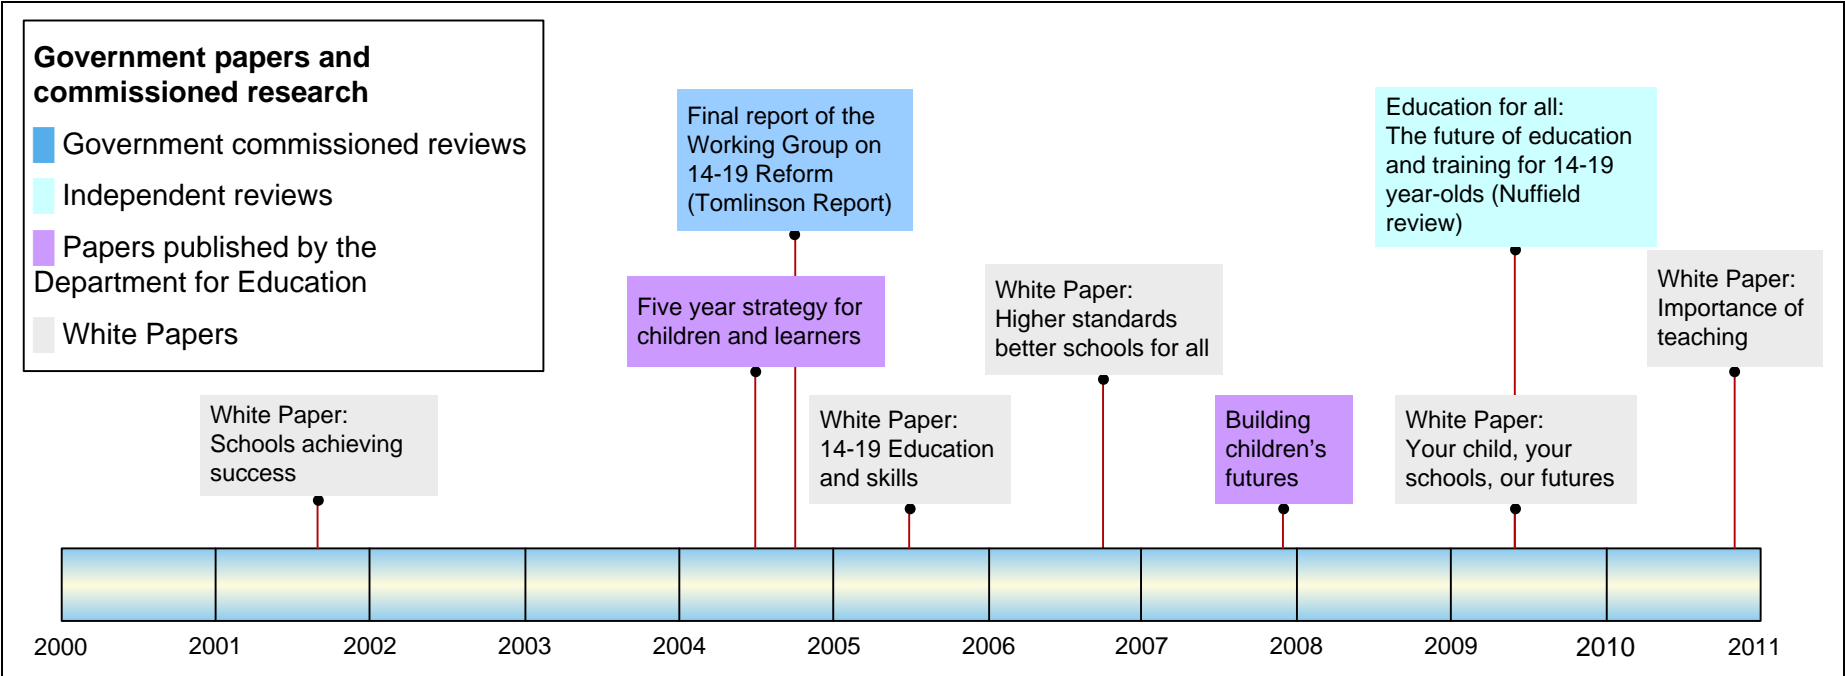 Government papers and
commissioned research
Government commissioned reviews
Independent reviews
Papers published by the
Department for Education
White Papers
White Paper:
Schools achieving
success
Five year strategy for
children and learners
Final report of the
Working Group on
14-19 Reform
(Tomlinson Report)
White Paper:
14-19 Education
and skills
White Paper:
Higher standards
better schools for all
Building
children’s
futures
Education for all:
The future of education
and training for 14-19
year-olds (Nuffield
review)
White Paper:
Your child, your
schools, our futures
White Paper:
Importance of
teaching
2000 2001 2002 2003 2004 2005 2006 2007 2008 2009 2010 2011